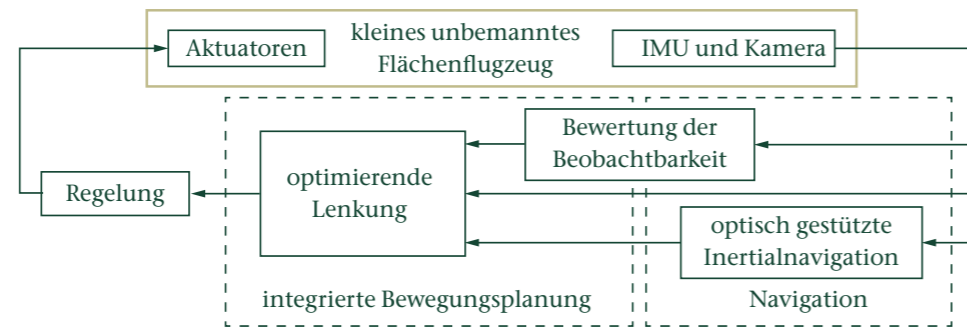 kleines unbemanntes
Flächenflugzeug
Aktuatoren
IMU und Kamera
Bewertung der
Beobachtbarkeit
optimierende
Lenkung
Regelung
optisch gestützte
Inertialnavigation
integrierte Bewegungsplanung
Navigation